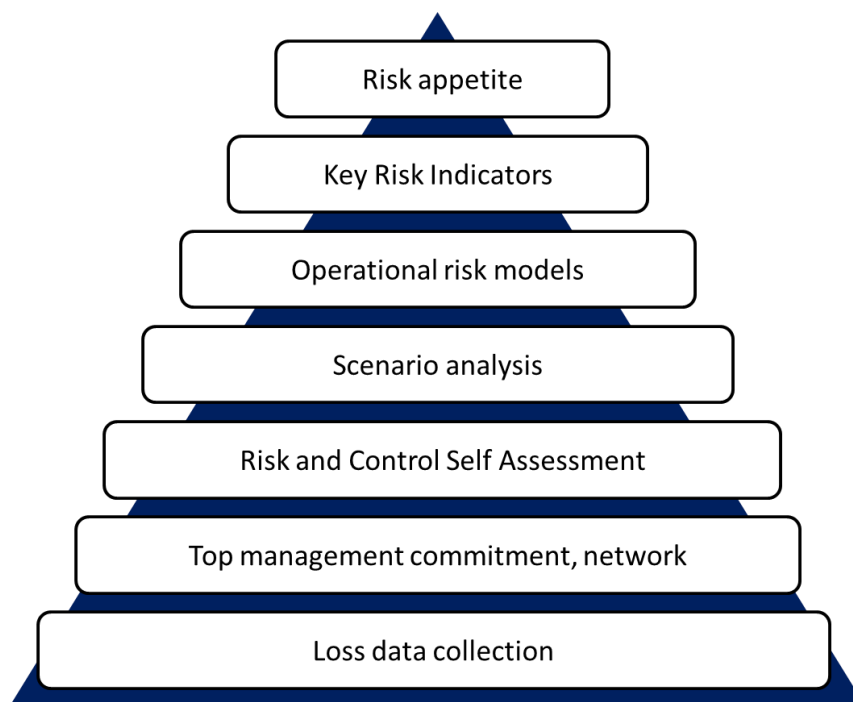 Risk appetite
Key Risk Indicators
Operational risk models
Scenario analysis
Risk and Control Self Assessment
Top management commitment, network
Loss data collection